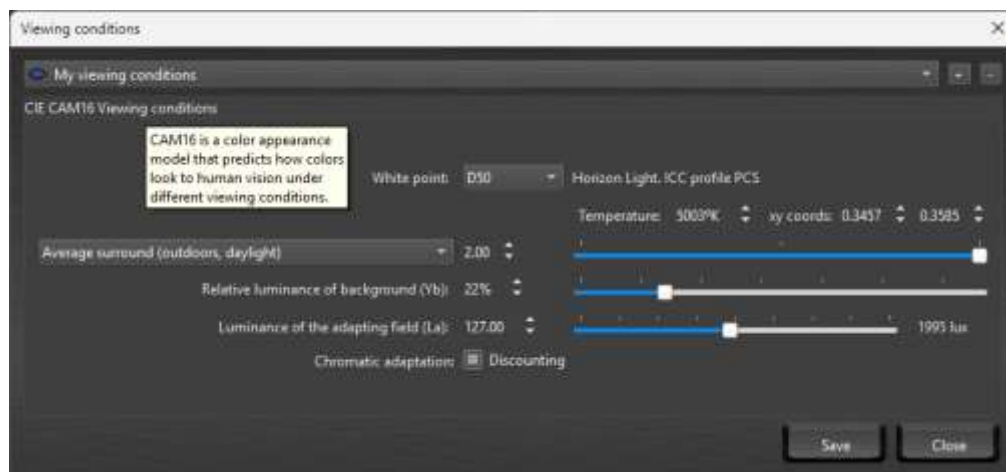 Viewing conditions
My viewing conditions
CIE CAM16 Viewing conditions
CAM16 is a color appearance
model that predicts how colors
look to human vision under
different viewing conditions.
White point: D50 Horizon Light. ICC profile PCS
Temperature: 5003ºK xy coords: 0.3457 0.3585
Average surround (outdoors, daylight) 2.00
Relative luminance of background (Yb): 22%
Luminance of the adapting field (La): 127.00 1995 lux
Chromatic adaptation: Discounting
Save Close